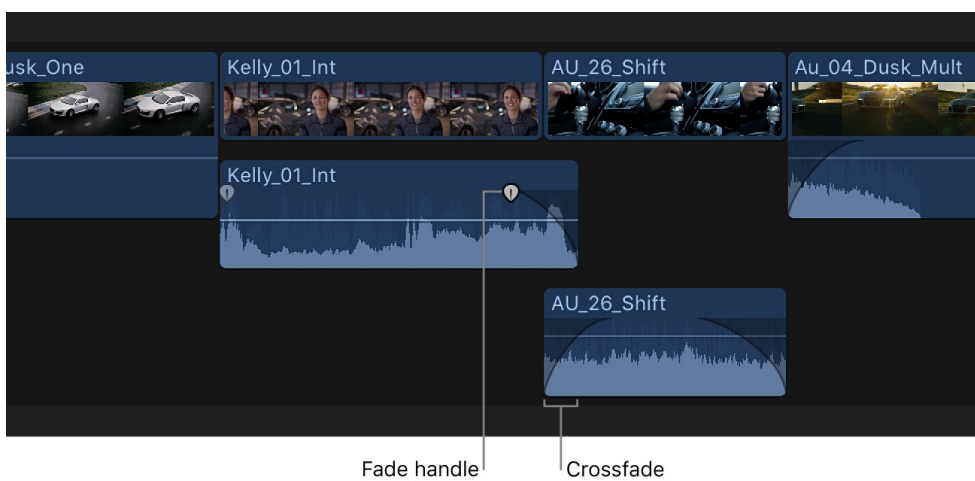 usk_One
Kelly_01_Int
AU_26_Shift
Au_04_Dusk_Mult
Kelly_01_Int
AU_26_Shift
Fade handle
Crossfade